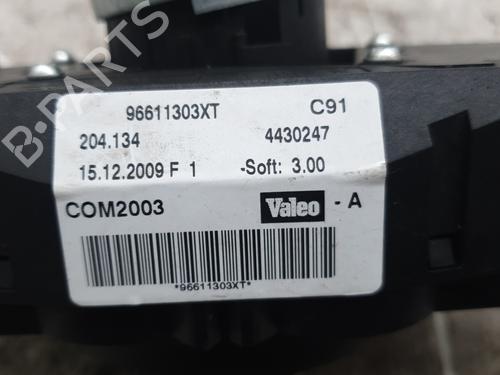 96611303XT C91
204.134 4430247
15.12.2009 F 1 -Soft: 3.00
COM2003 Valeo - A
*96611303XT*
B-PARTS